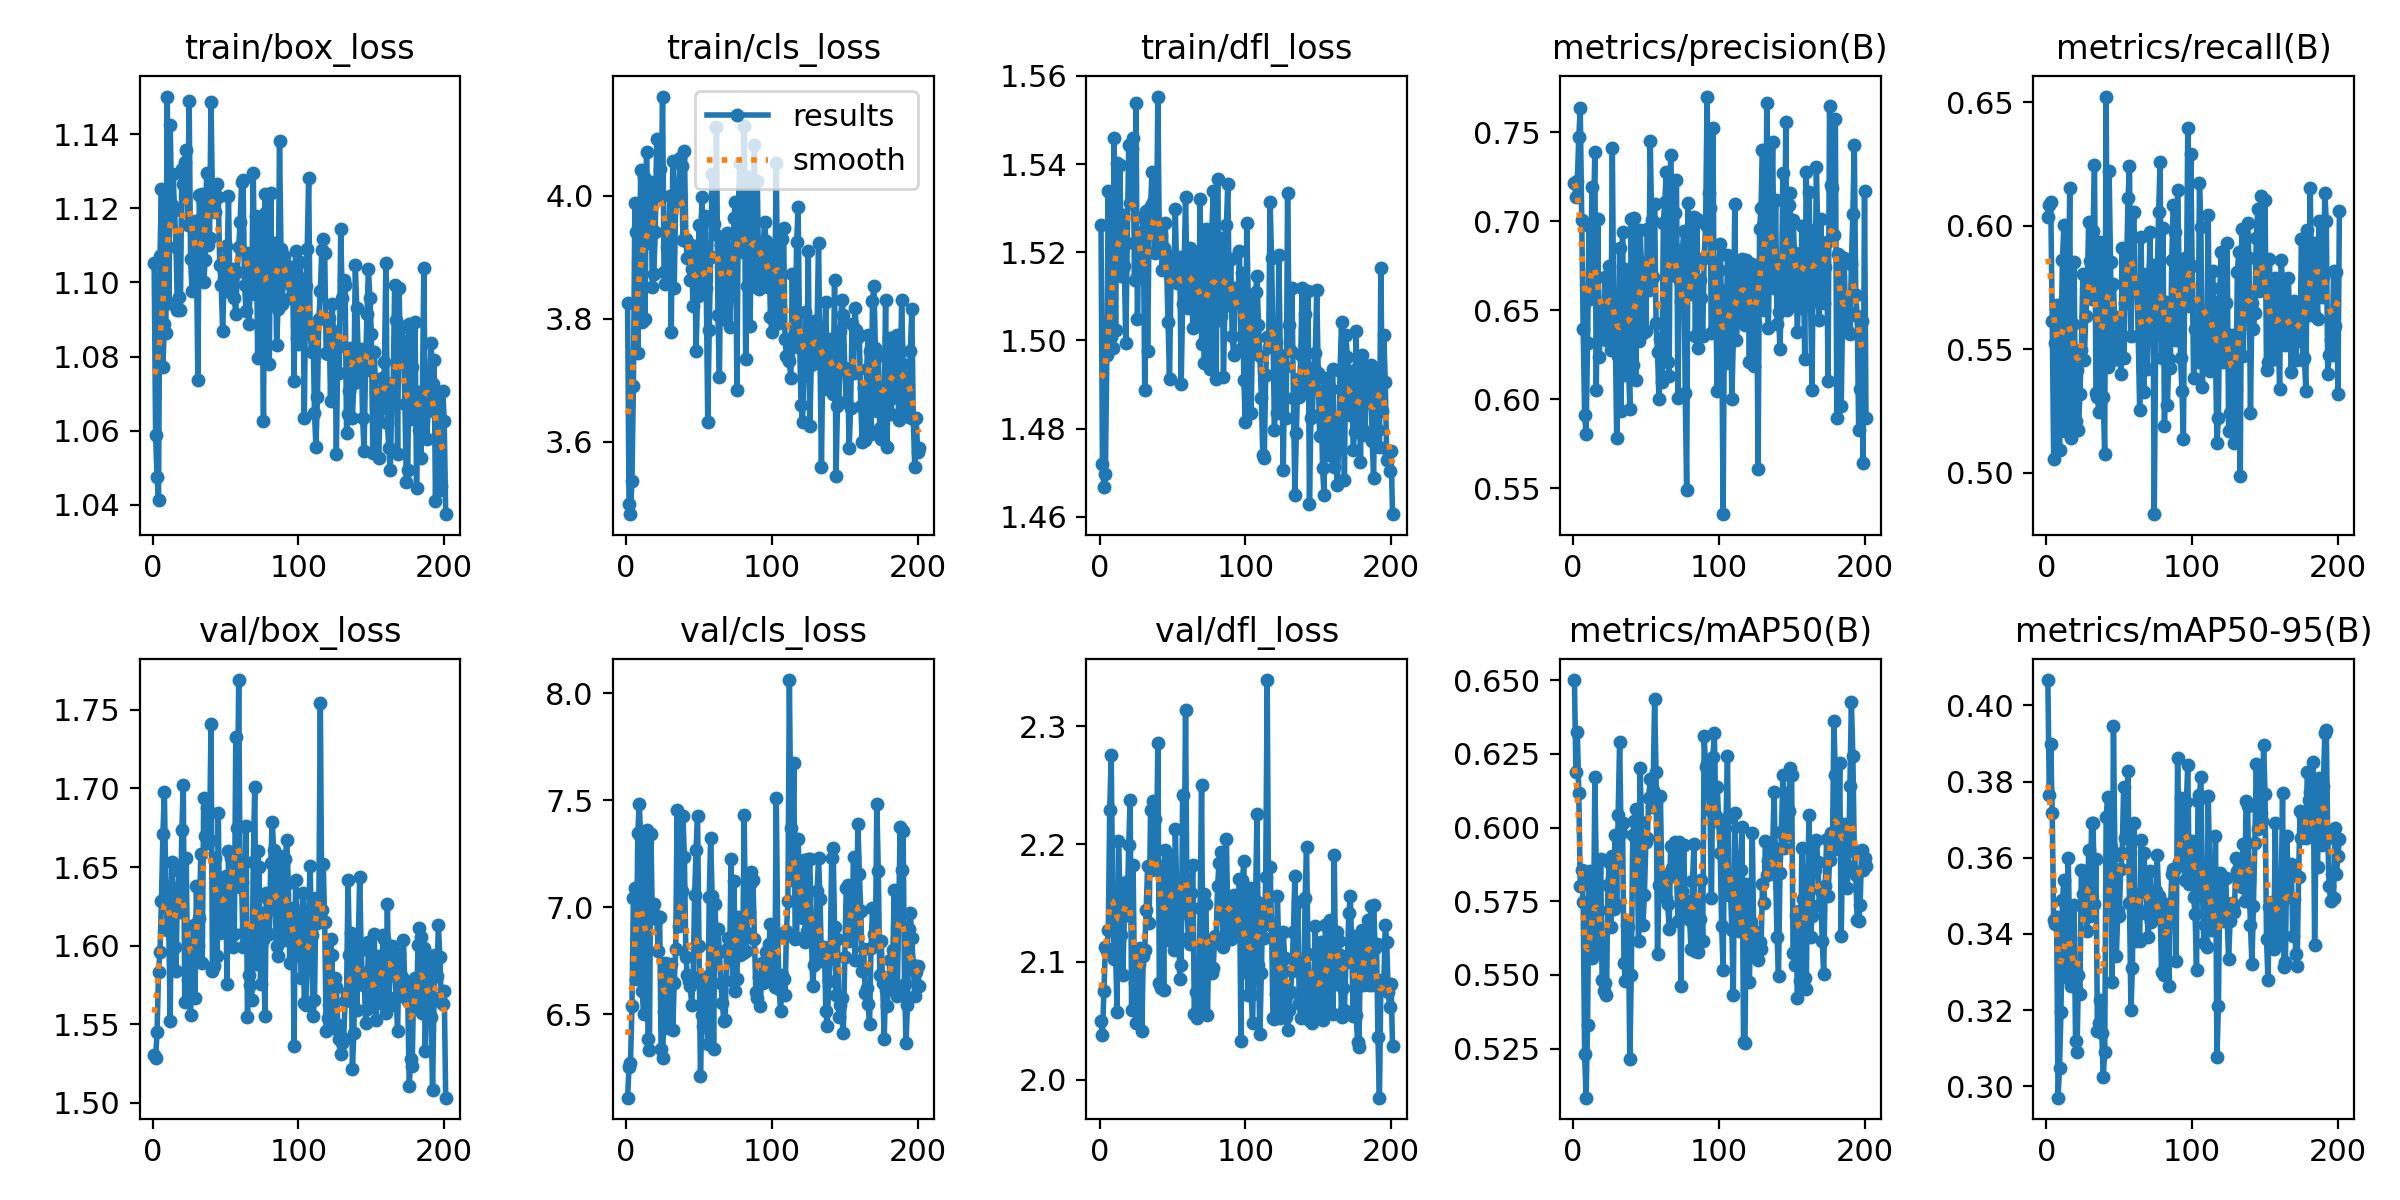 train/box_loss
train/cls_loss
train/dfl_loss
metrics/precision(B)
metrics/recall(B)
1.14
1.12
1.10
1.08
1.06
1.04
0 100 200
results
smooth
4.0
3.8
3.6
0 100 200
1.56
1.54
1.52
1.50
1.48
1.46
0 100 200
0.75
0.70
0.65
0.60
0.55
0 100 200
0.65
0.60
0.55
0.50
0 100 200
val/box_loss
val/cls_loss
val/dfl_loss
metrics/mAP50(B)
metrics/mAP50-95(B)
1.75
1.70
1.65
1.60
1.55
1.50
0 100 200
8.0
7.5
7.0
6.5
0 100 200
2.3
2.2
2.1
2.0
0 100 200
0.650
0.625
0.600
0.575
0.550
0.525
0 100 200
0.40
0.38
0.36
0.34
0.32
0.30
0 100 200